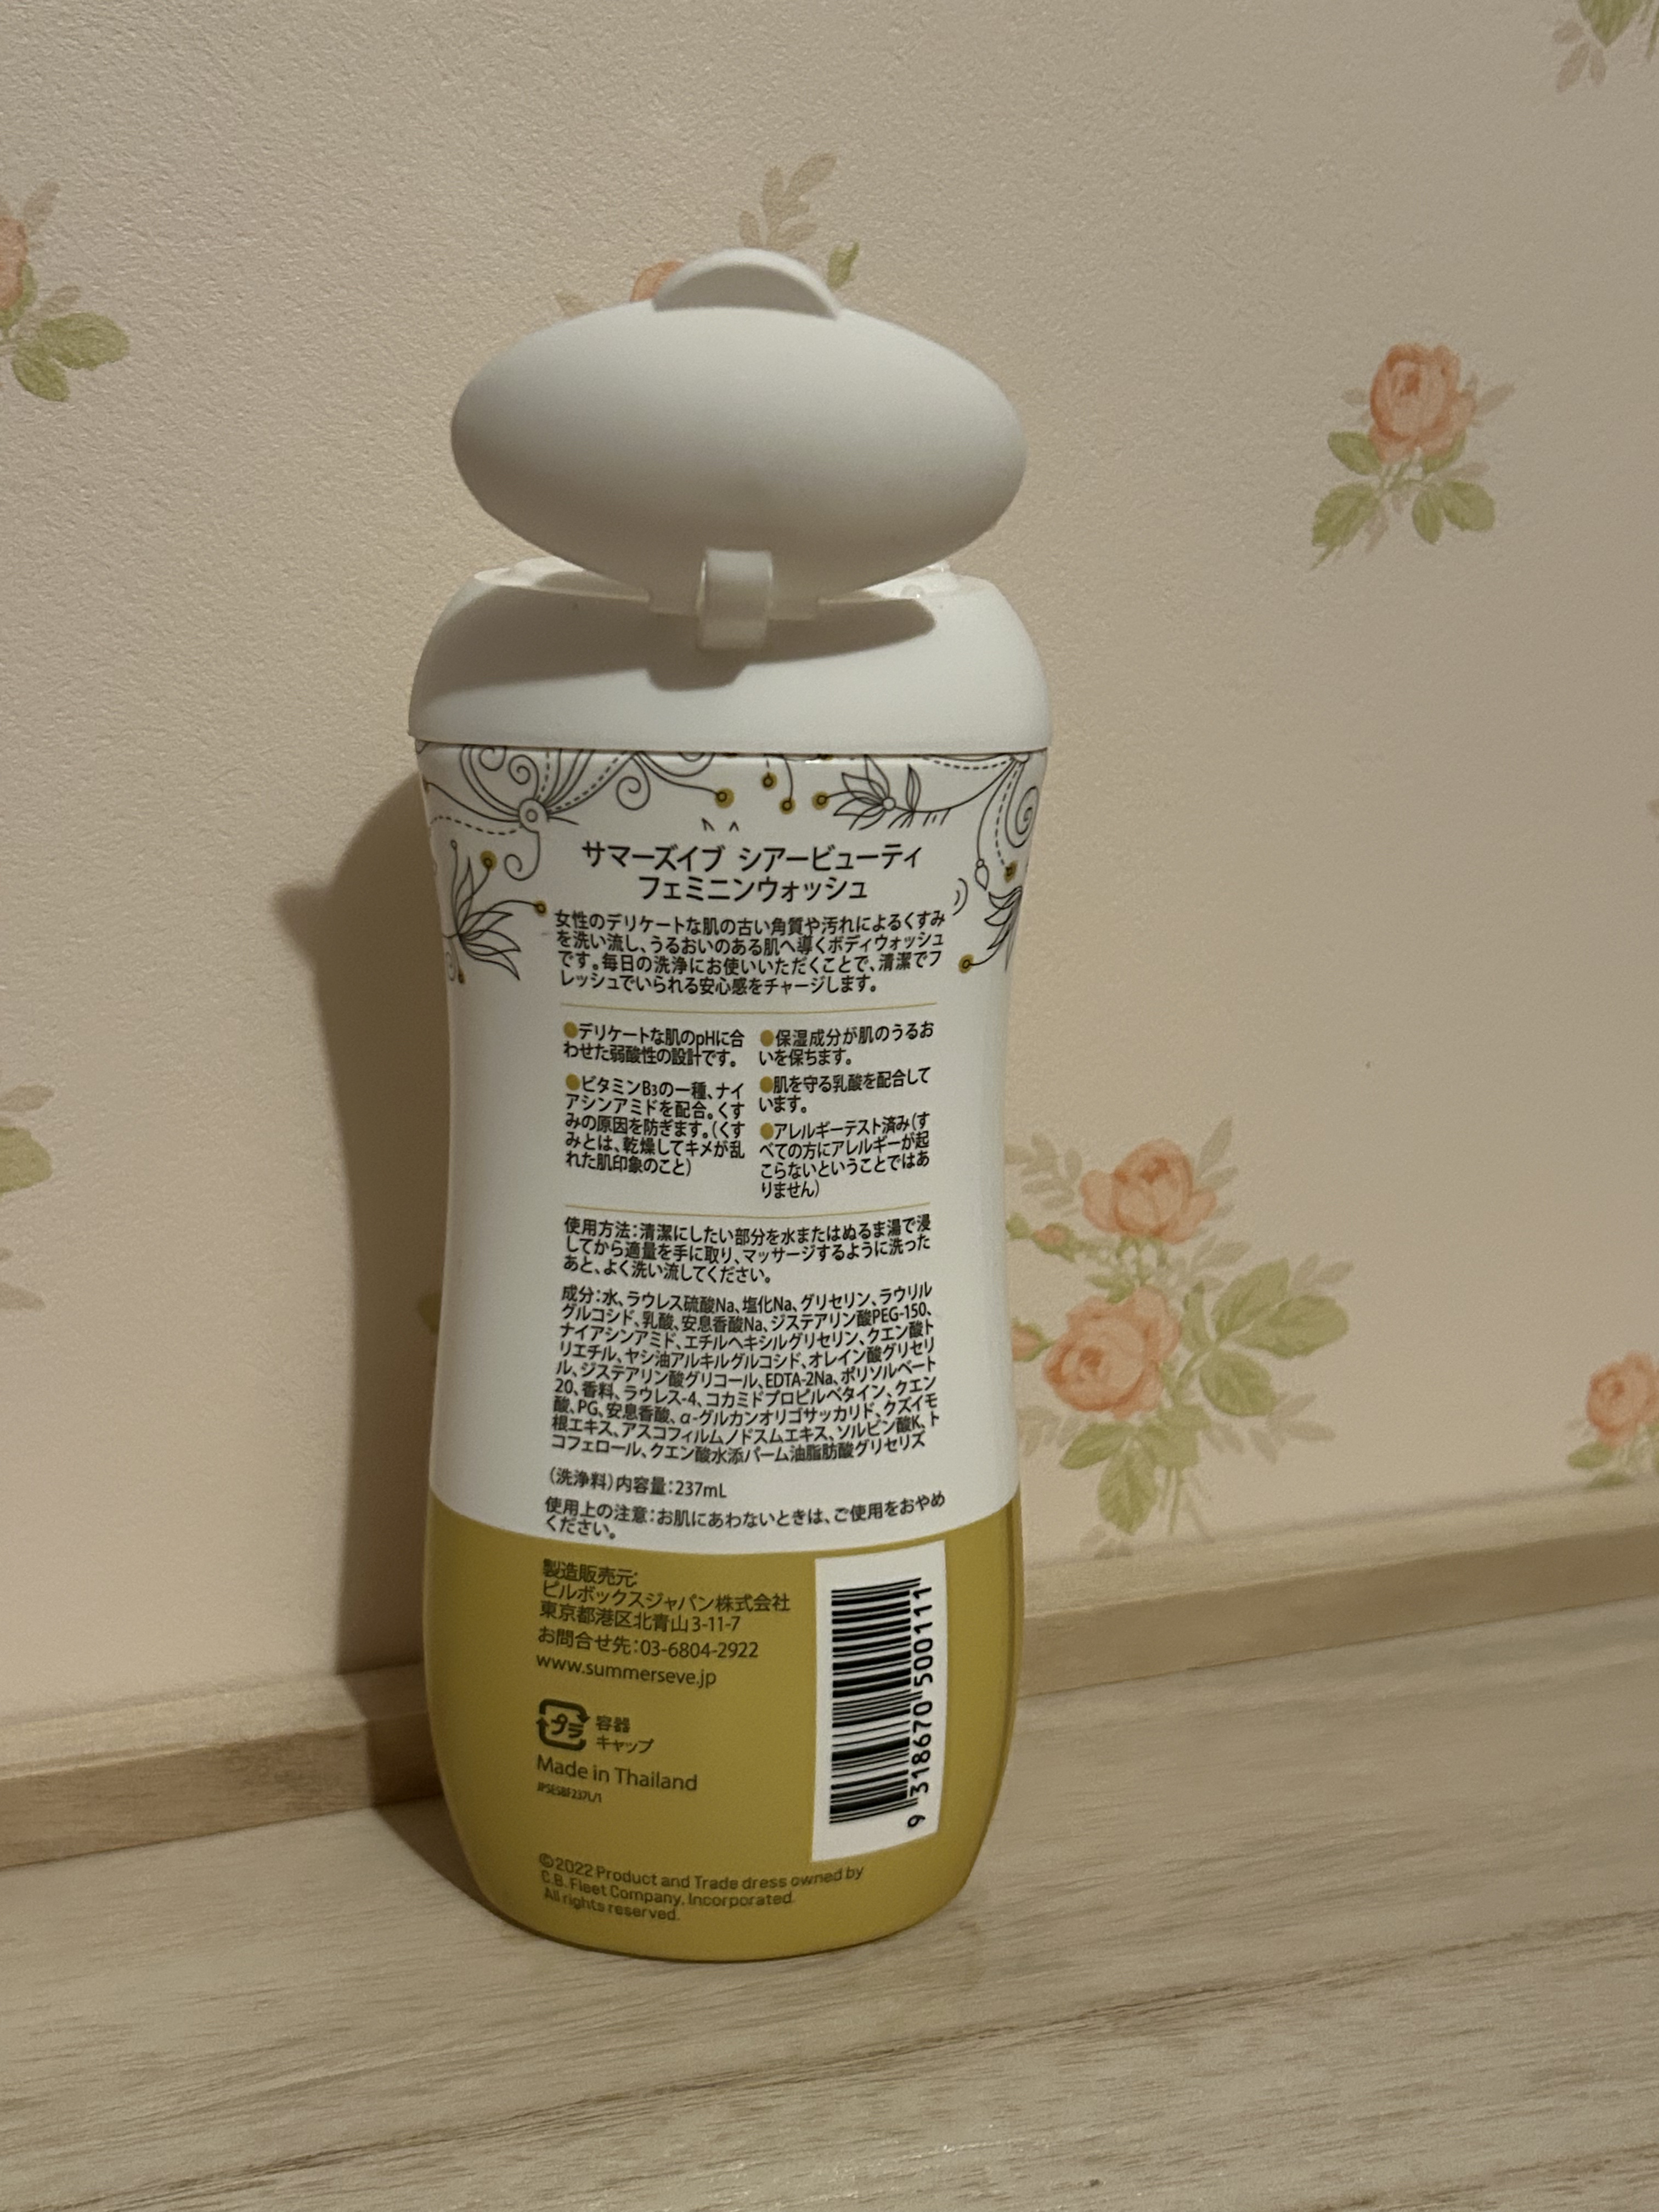 サマーズイブ シアービューティ
フェミニンウォッシュ
女性のデリケートな肌の古い角質や汚れによるくすみ
を洗い流し、うるおいのある肌へ導くボディウォッシュ
です。毎日の洗浄にお使いいただくことで、清潔でフ
レッシュでいられる安心感をチャージします。
●デリケートな肌のpHに合
わせた弱酸性の設計です。
●ビタミンB3の一種、ナイ
アシンアミドを配合。くす
みの原因を防ぎます。(くす
みとは、乾燥してキメが乱
れた肌印象のこと)
●保湿成分が肌のうるお
いを保ちます。
●肌を守る乳酸を配合して
います。
●アレルギーテスト済み(す
べての方にアレルギーが起
こらないということではあ
りません)
使用方法：清潔にしたい部分を水またはぬるま湯で浸
してから適量を手に取り、マッサージするように洗った
あと、よく洗い流してください。
成分：水、ラウレス硫酸Na、塩化Na、グリセリン、ラウリル
グルコシド、乳酸、安息香酸Na、ジステアリン酸PEG-150、
ナイアシンアミド、エチルヘキシルグリセリン、クエン酸ト
リエチル、ヤシ油アルキルグルコシド、オレイン酸グリセリ
ル、ジステアリン酸グリコール、EDTA-2Na、ポリソルベート
20、香料、ラウレス-4、コカミドプロピルベタイン、クエン
酸、PG、安息香酸、α-グルカンオリゴサッカリド、クズイモ
根エキス、アスコフィルムノドスムエキス、ソルビン酸K、ト
コフェロール、クエン酸水添パーム油脂肪酸グリセリズ
(洗浄料)内容量：237mL
使用上の注意：お肌にあわないときは、ご使用をおやめ
ください。
製造販売元：
ピルボックスジャパン株式会社
東京都港区北青山3-11-7
お問合せ先：03-6804-2922
www.summerseve.jp
プラ 容器
キャップ
Made in Thailand
JPSESBF237L/1
9 318670 500111
©2022 Product and Trade dress owned by
C.B. Fleet Company, Incorporated.
All rights reserved.